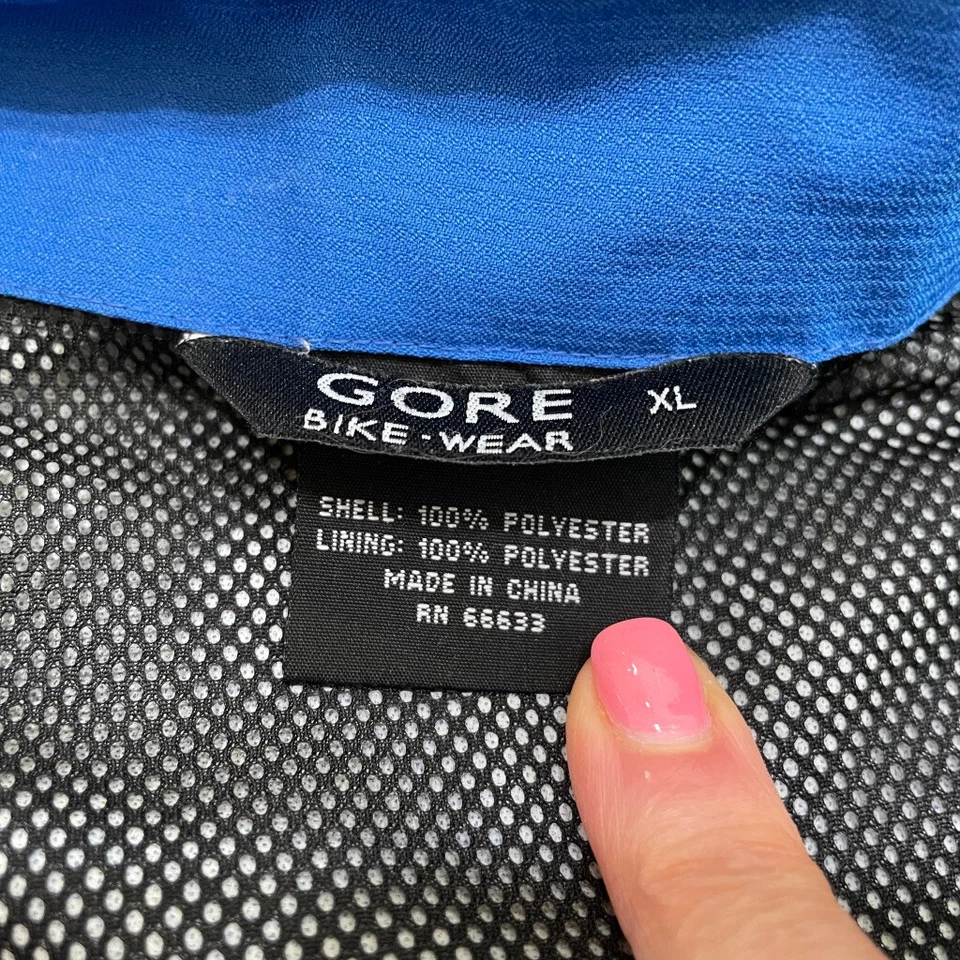 GORE
XL
BIKE-WEAR
SHELL: 100% POLYESTER
LINING: 100% POLYESTER
MADE IN CHINA
RN 66633